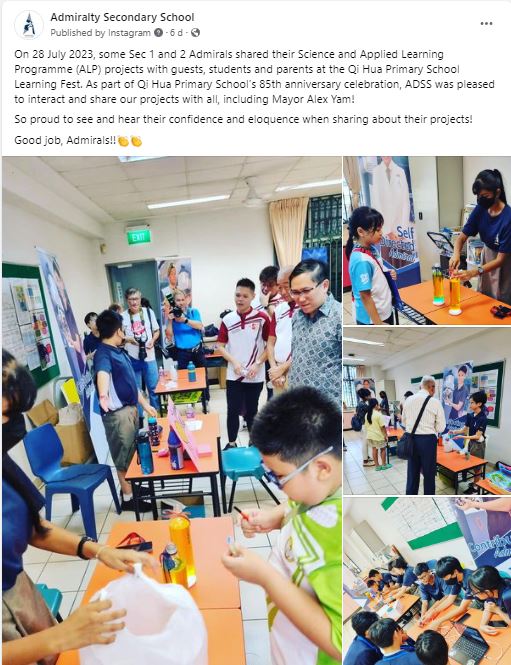 Admiralty Secondary School
Published by Instagram · 6 d ·
On 28 July 2023, some Sec 1 and 2 Admirals shared their Science and Applied Learning
Programme (ALP) projects with guests, students and parents at the Qi Hua Primary School
Learning Fest. As part of Qi Hua Primary School's 85th anniversary celebration, ADSS was pleased
to interact and share our projects with all, including Mayor Alex Yam!
So proud to see and hear their confidence and eloquence when sharing about their projects!
Good job, Admirals!!👏👏
EXIT
Self